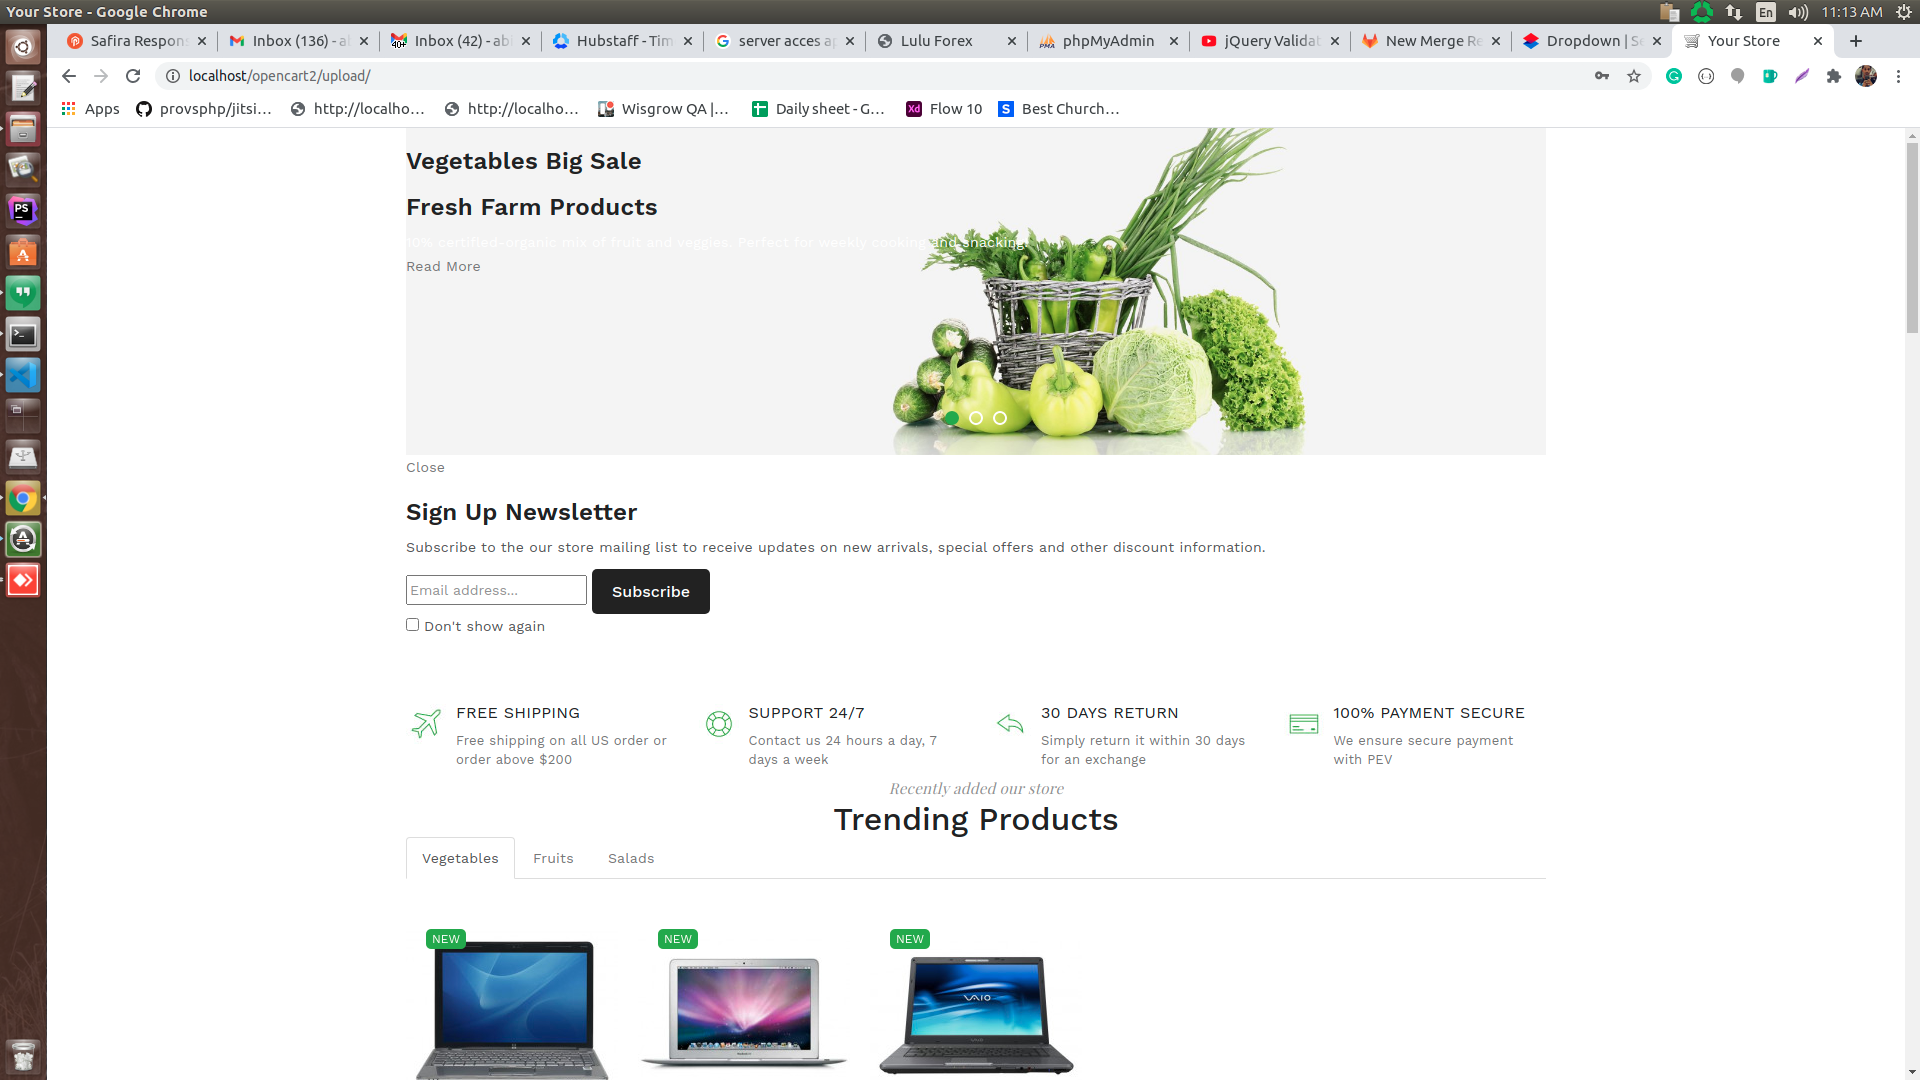 Your Store - Google Chrome
En
11:13 AM
Safira Respon
Inbox (136) - al
Inbox (42) - ab
Hubstaff - Tim
server acces a
Lulu Forex
phpMyAdmin
jQuery Validat
New Merge Re
Dropdown | Se
Your Store
localhost/opencart2/upload/
Apps
provsphp/jitsi...
http://localho...
http://localho...
Wisgrow QA |...
Daily sheet - G...
Xd
Flow 10
S
Best Church...
Vegetables Big Sale
Fresh Farm Products
10% certified-organic mix of fruit and veggies. Perfect for weekly cooking and snacking.
Read More
Close
Sign Up Newsletter
Subscribe to the our store mailing list to receive updates on new arrivals, special offers and other discount information.
Email address...
Subscribe
Don't show again
FREE SHIPPING
Free shipping on all US order or
order above $200
SUPPORT 24/7
Contact us 24 hours a day, 7
days a week
30 DAYS RETURN
Simply return it within 30 days
for an exchange
100% PAYMENT SECURE
We ensure secure payment
with PEV
Recently added our store
Trending Products
Vegetables
Fruits
Salads
NEW
NEW
NEW
VAIO
PS